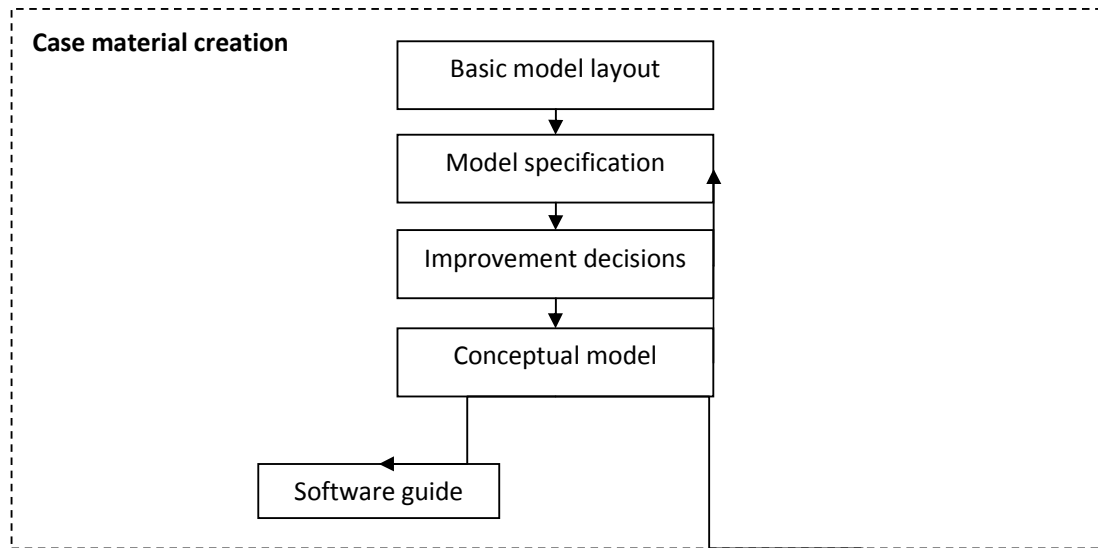 Case material creation
Basic model layout
Model specification
Improvement decisions
Conceptual model
Software guide